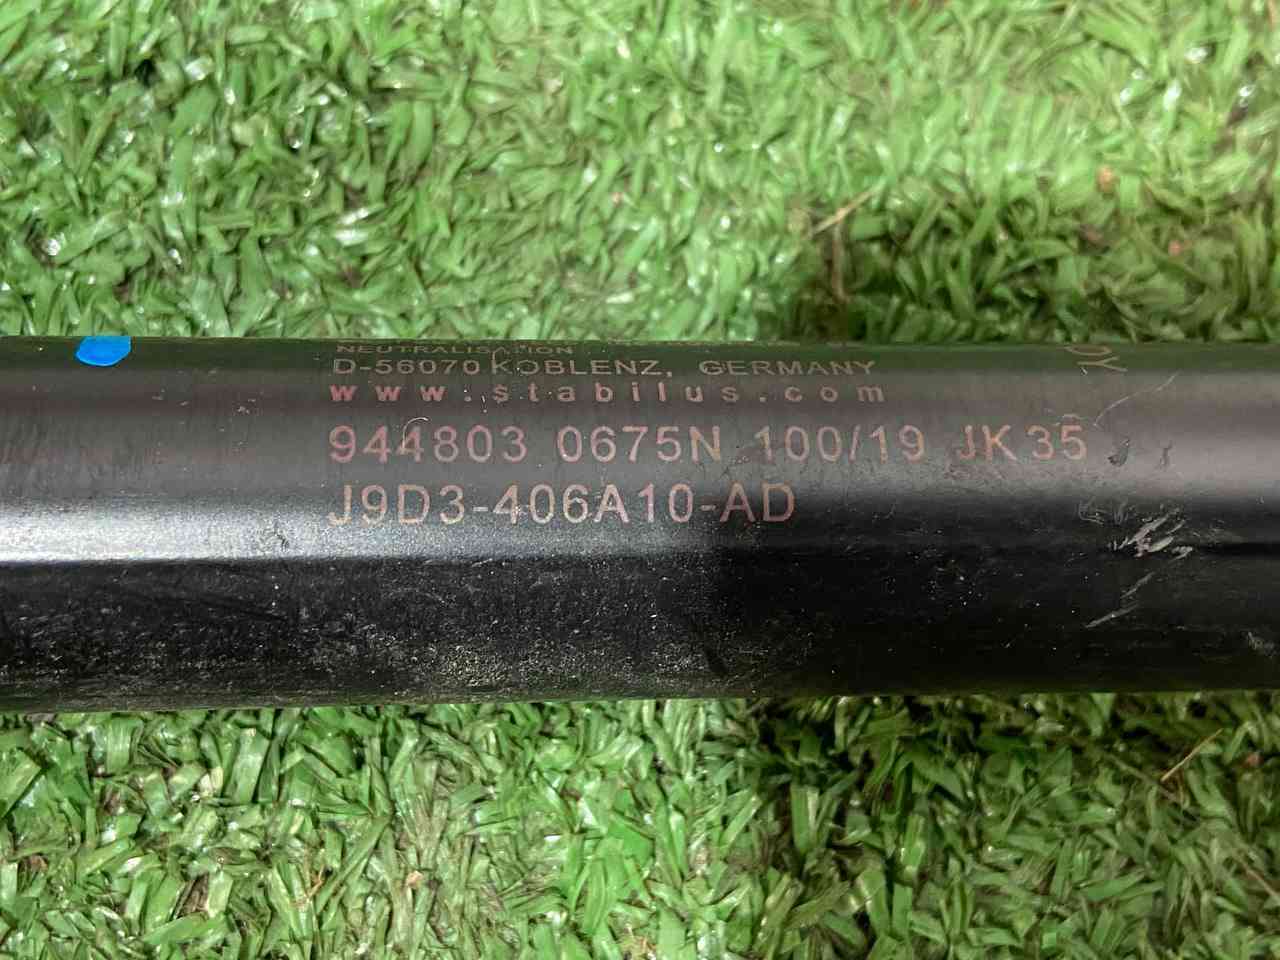 NEUTRALISATION
D-56070 KOBLENZ, GERMANY
www.stabilus.com
944803 0675N 100/19 JK35
J9D3-406A10-AD